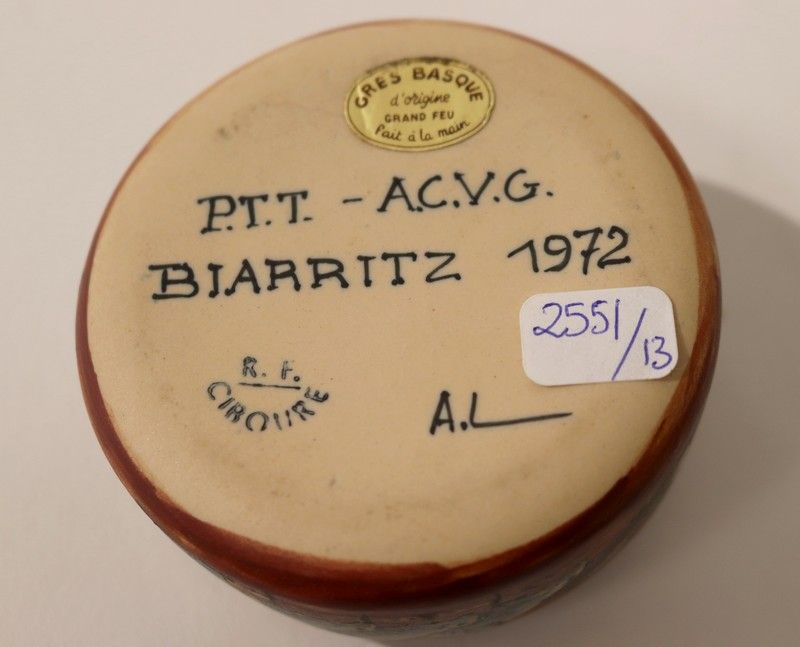 GRES BASQUE
d'origine
GRAND FEU
Fait à la main
P.T.T. - A.C.V.G.
BIARRITZ 1972
2551/13
R. F.
CIBOURE
A.L